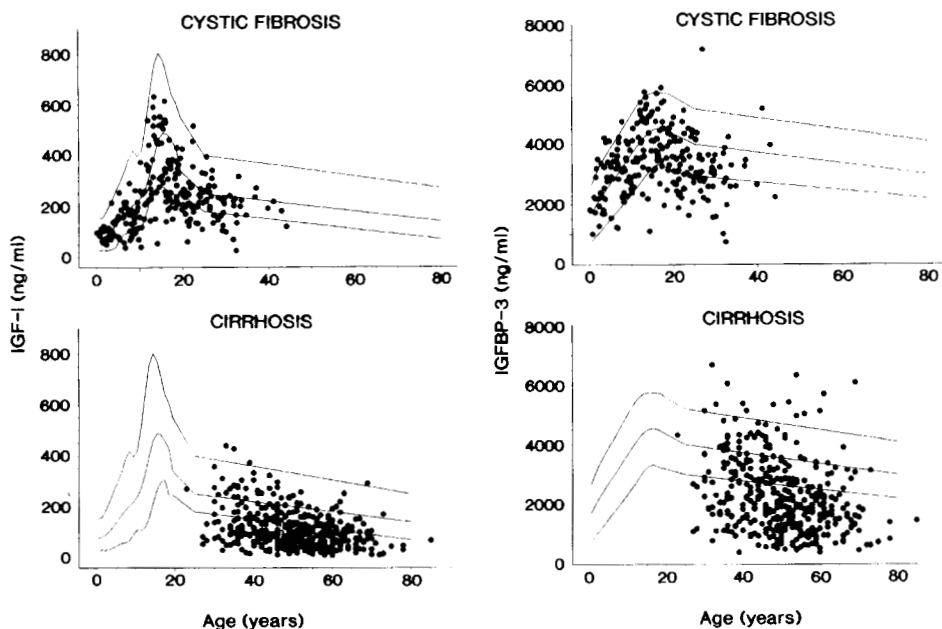 CYSTIC FIBROSIS
800
600
400
200
0
0 20 40 60 80
CYSTIC FIBROSIS
8000
6000
4000
2000
0
0 20 40 60 80
IGF-I (ng/ml)
IGFBP-3 (ng/ml)
CIRRHOSIS
800
600
400
200
0
0 20 40 60 80
Age (years)
CIRRHOSIS
8000
6000
4000
2000
0
0 20 40 60 80
Age (years)